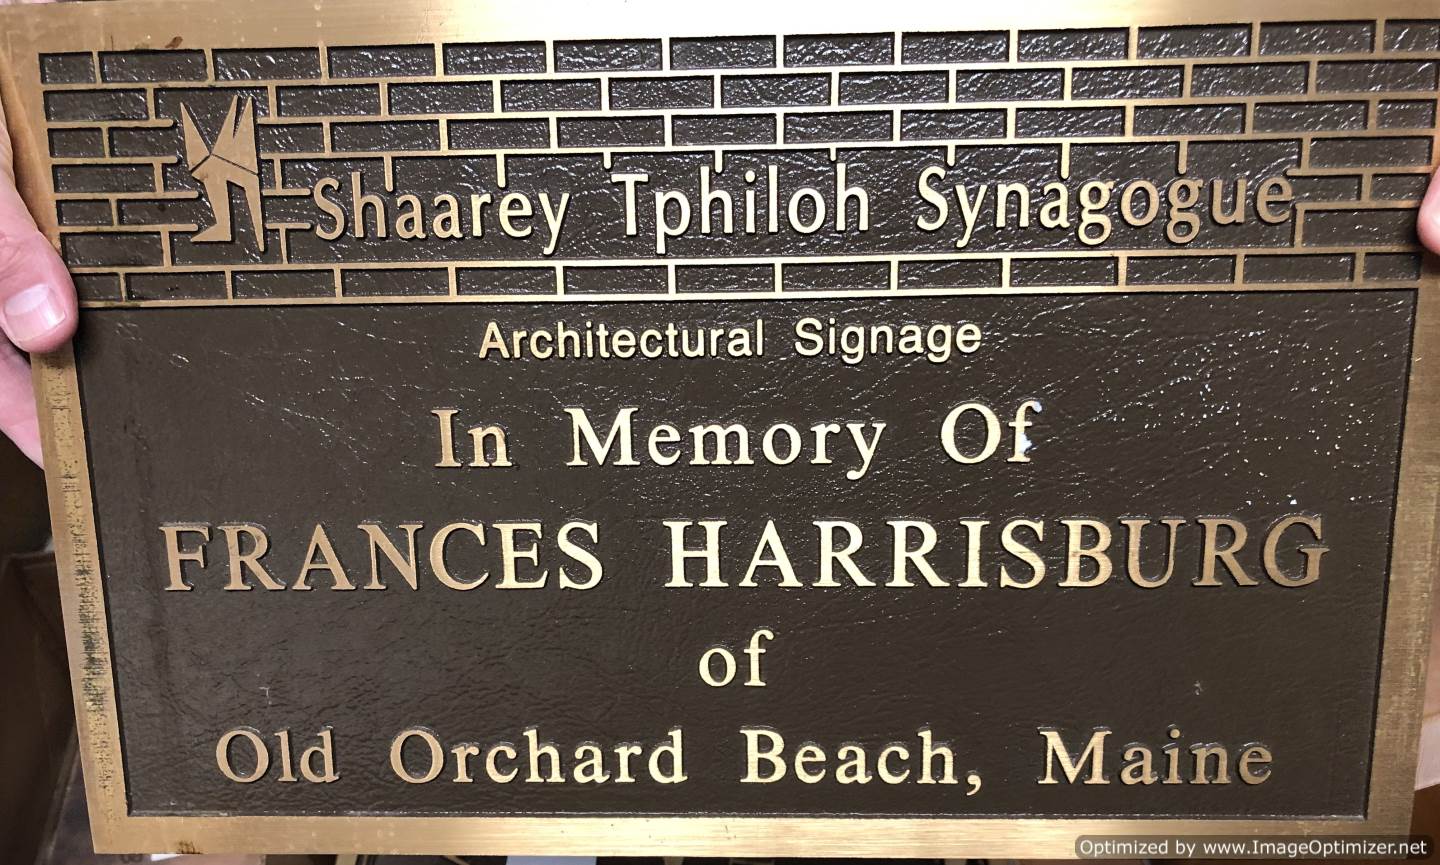 Shaarey Tphiloh Synagogue
Architectural Signage
In Memory Of
FRANCES HARRISBURG
of
Old Orchard Beach, Maine
Optimized by www.ImageOptimizer.net